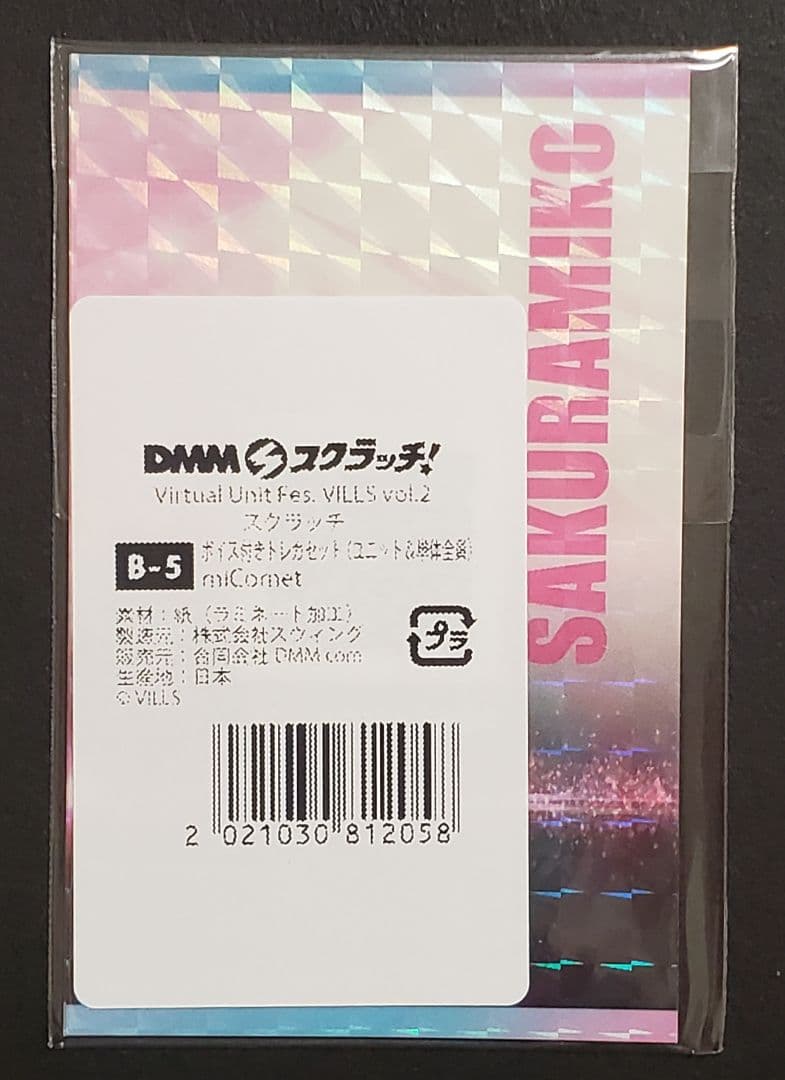 SAKURAMIKO
DMM スクラッチ!
Virtual Unit Fes. VILLS vol.2
スクラッチ
B-5 ボイス付きトレカセット(ユニット&単体全員)
miComet
素材:紙(ラミネート加工)
製造元:株式会社スウィング
販売元:合同会社DMM.com
生産地:日本
©VILLS
プラ
2 021030 812058